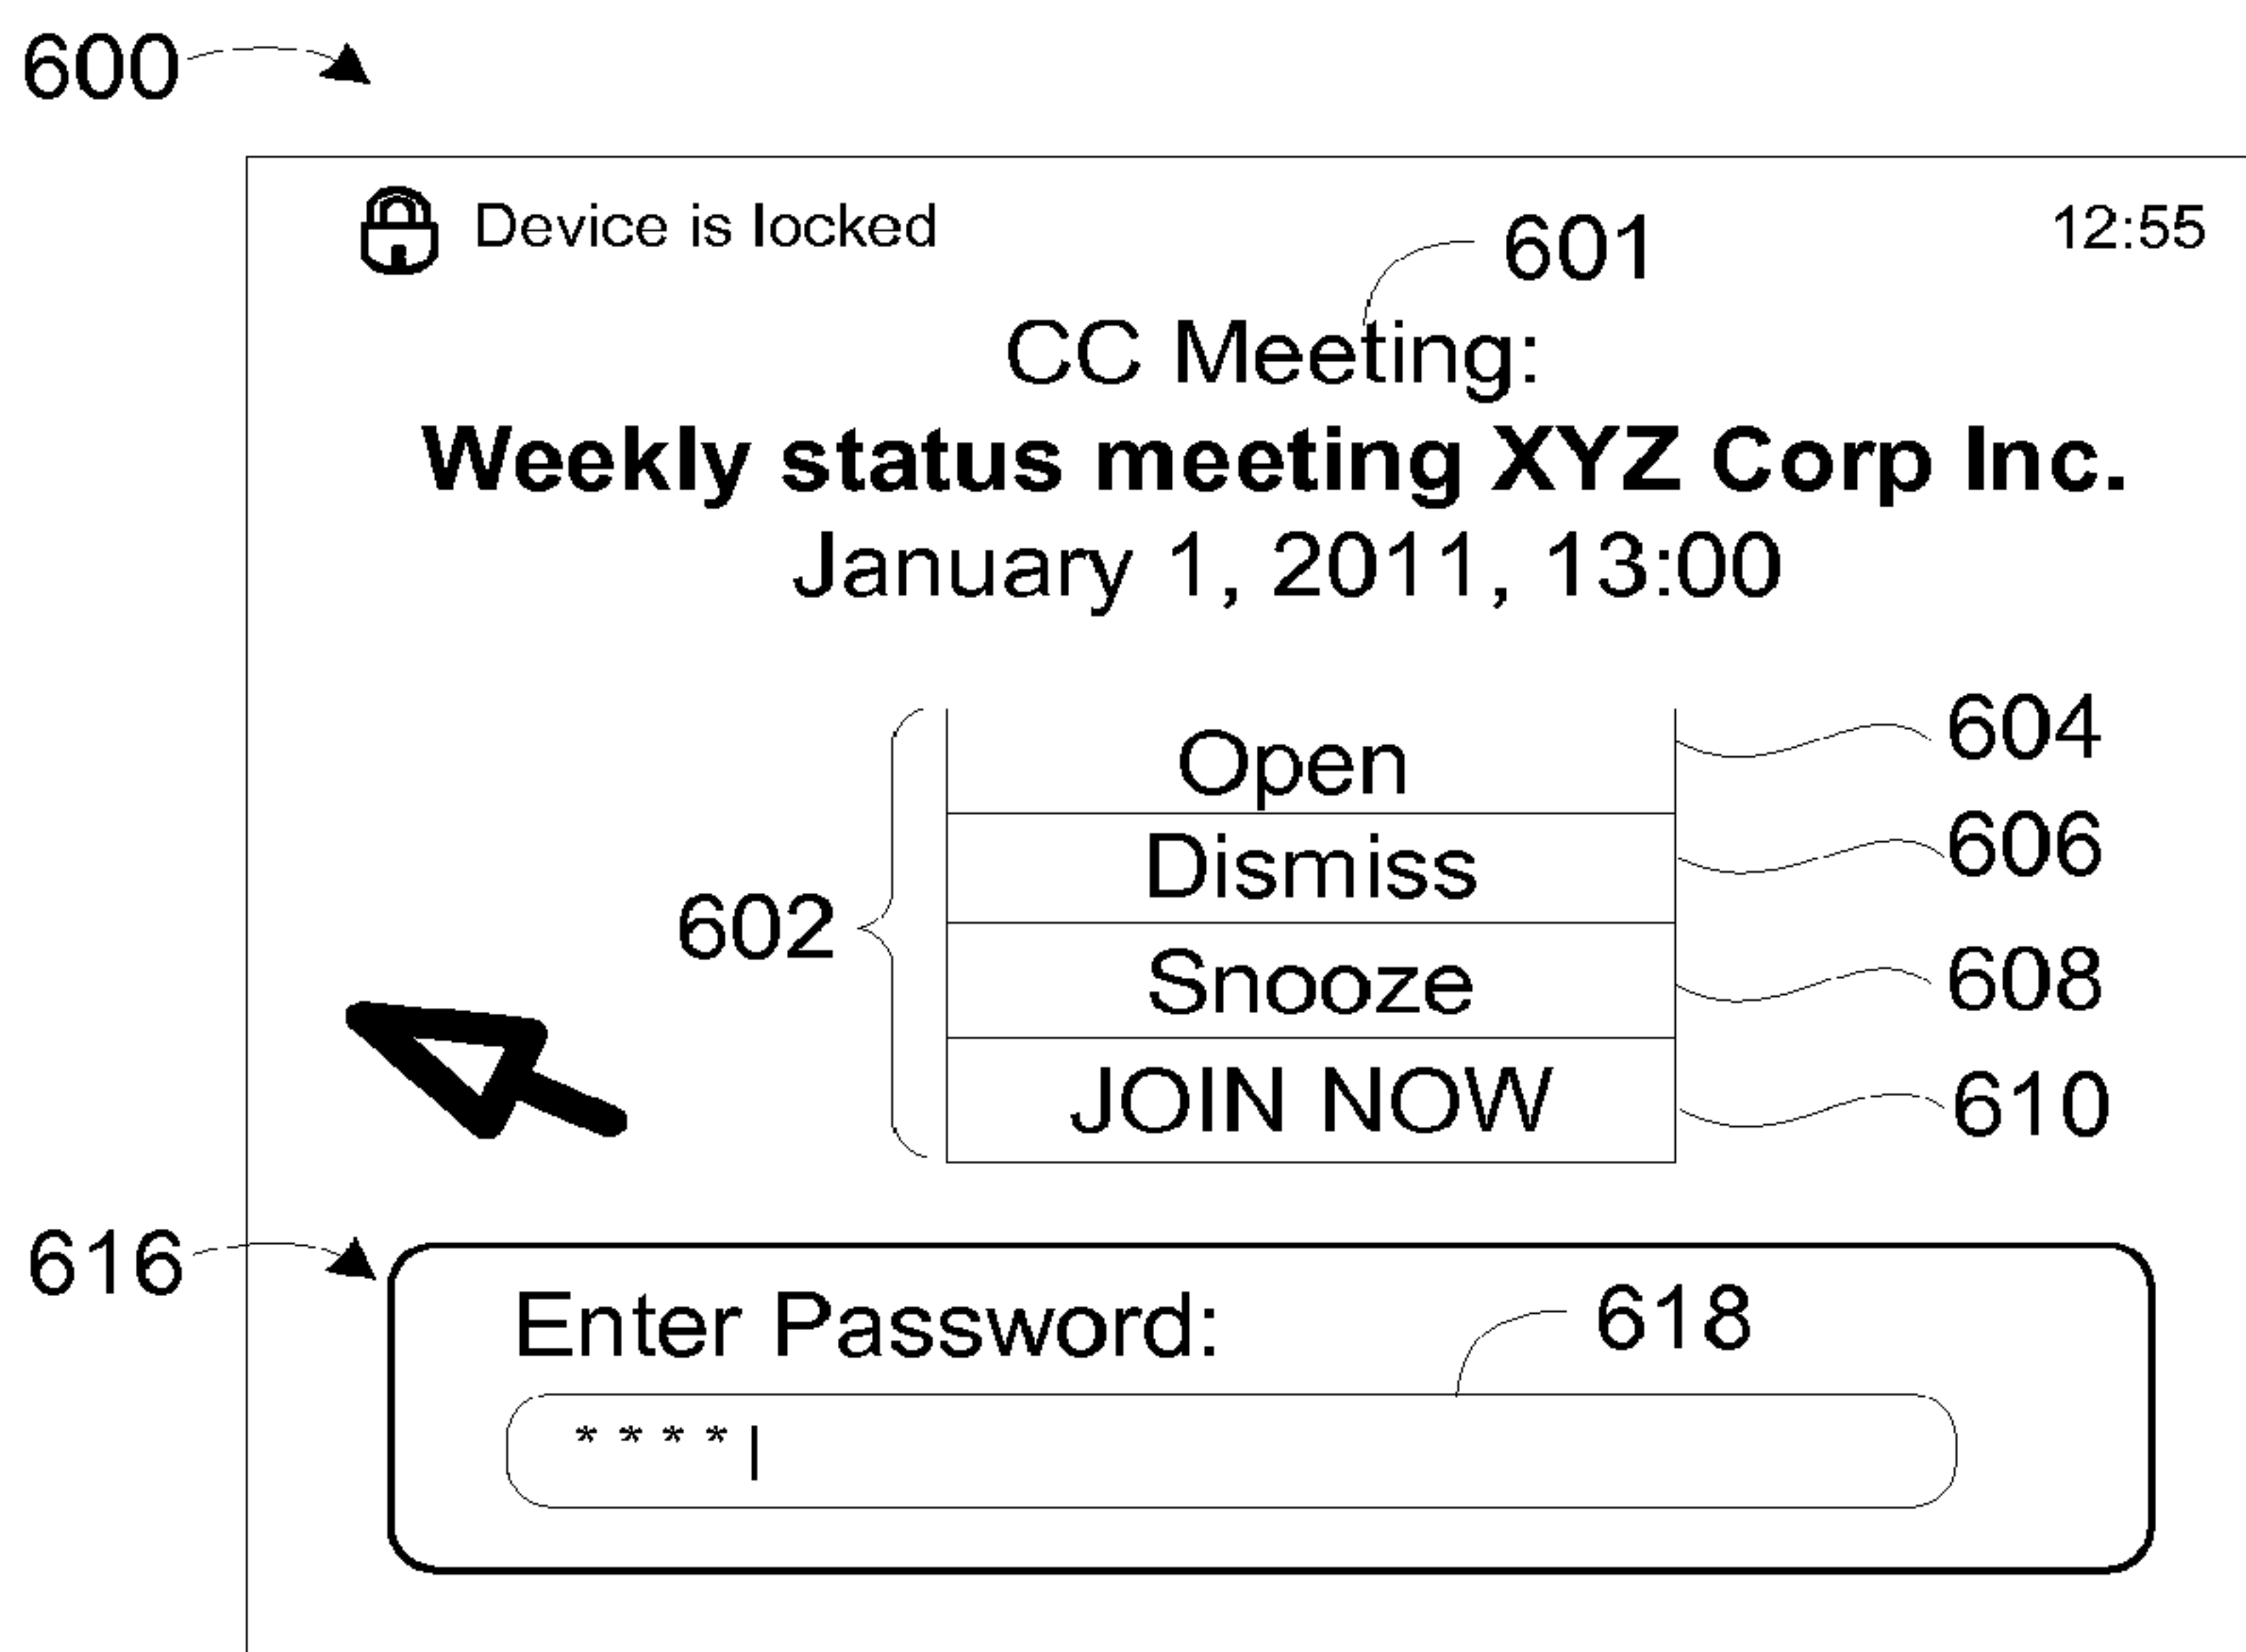 600
Device is locked 12:55
601
CC Meeting:
Weekly status meeting XYZ Corp Inc.
January 1, 2011, 13:00
Open 604
Dismiss 606
602
Snooze 608
JOIN NOW 610
616
Enter Password: 618
****|